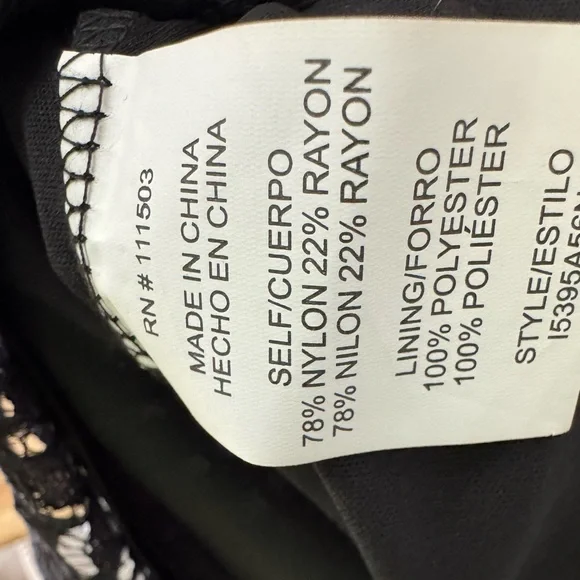 RN # 111503
MADE IN CHINA
HECHO EN CHINA
SELF/CUERPO
78% NYLON 22% RAYON
78% NILON 22% RAYON
LINING/FORRO
100% POLYESTER
100% POLIÉSTER
STYLE/ESTILO